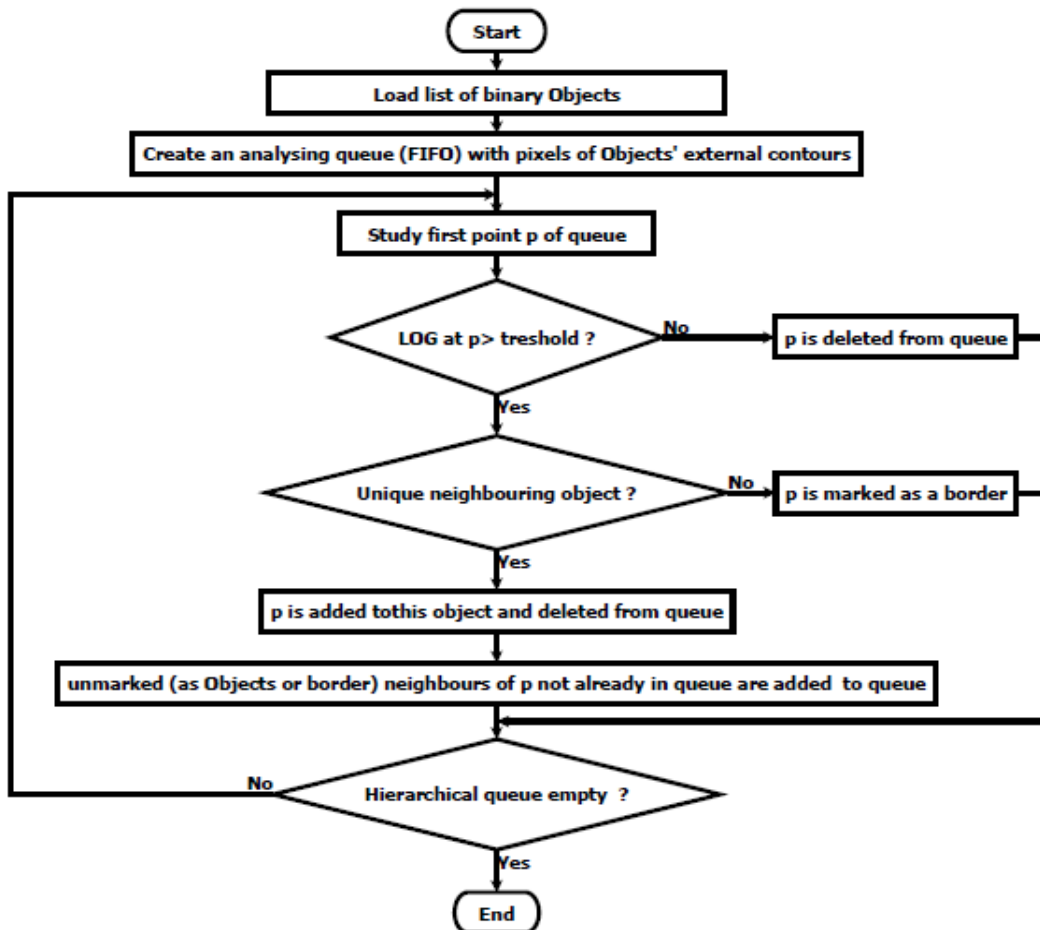 Start
Load list of binary Objects
Create an analysing queue (FIFO) with pixels of Objects' external contours
Study first point p of queue
LOG at p> treshold ?
No
p is deleted from queue
Yes
Unique neighbouring object ?
No
p is marked as a border
Yes
p is added tothis object and deleted from queue
unmarked (as Objects or border) neighbours of p not already in queue are added to queue
No
Hierarchical queue empty ?
Yes
End